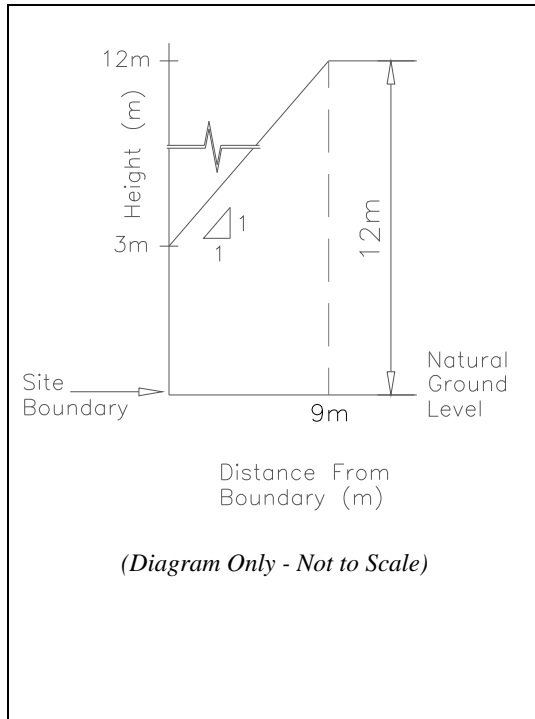 12m
Height (m)
3m
1
1
12m
Site
Boundary
Natural
Ground
Level
9m
Distance From
Boundary (m)
(Diagram Only - Not to Scale)